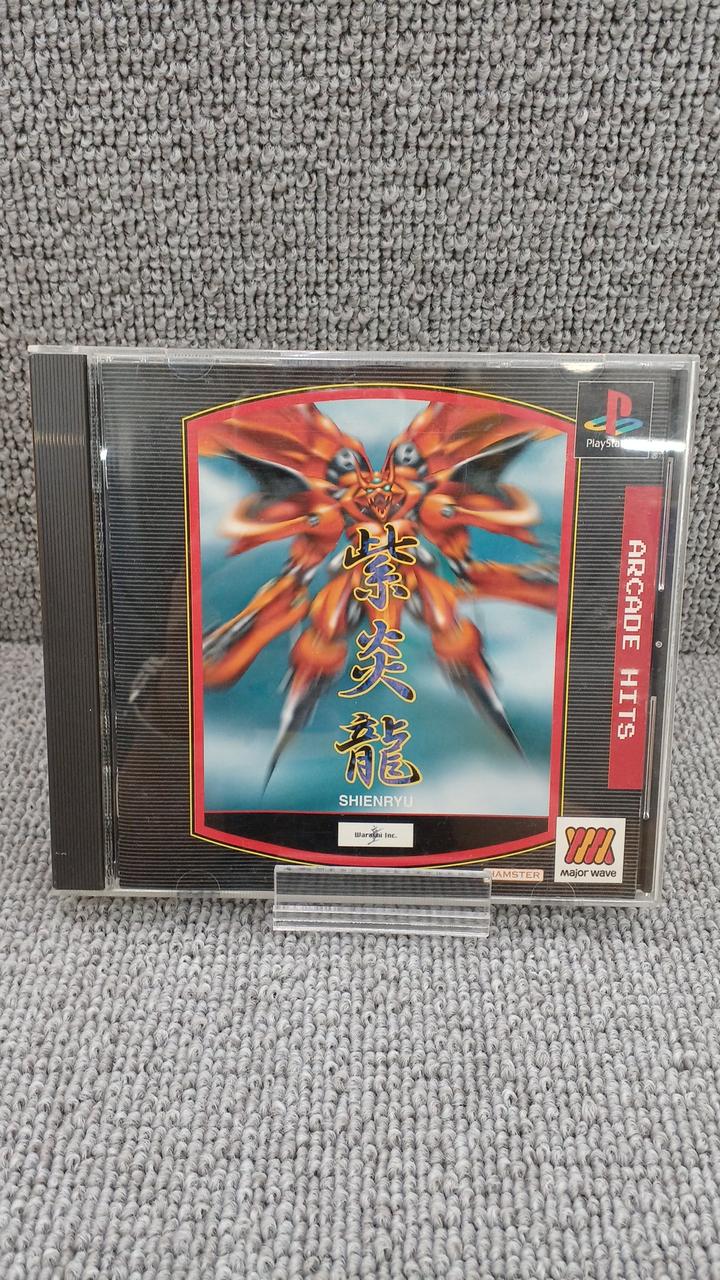 PlayStation
ARCADE HITS
紫炎龍
SHIENRYU
Warashi Inc.
HAMSTER
major wave